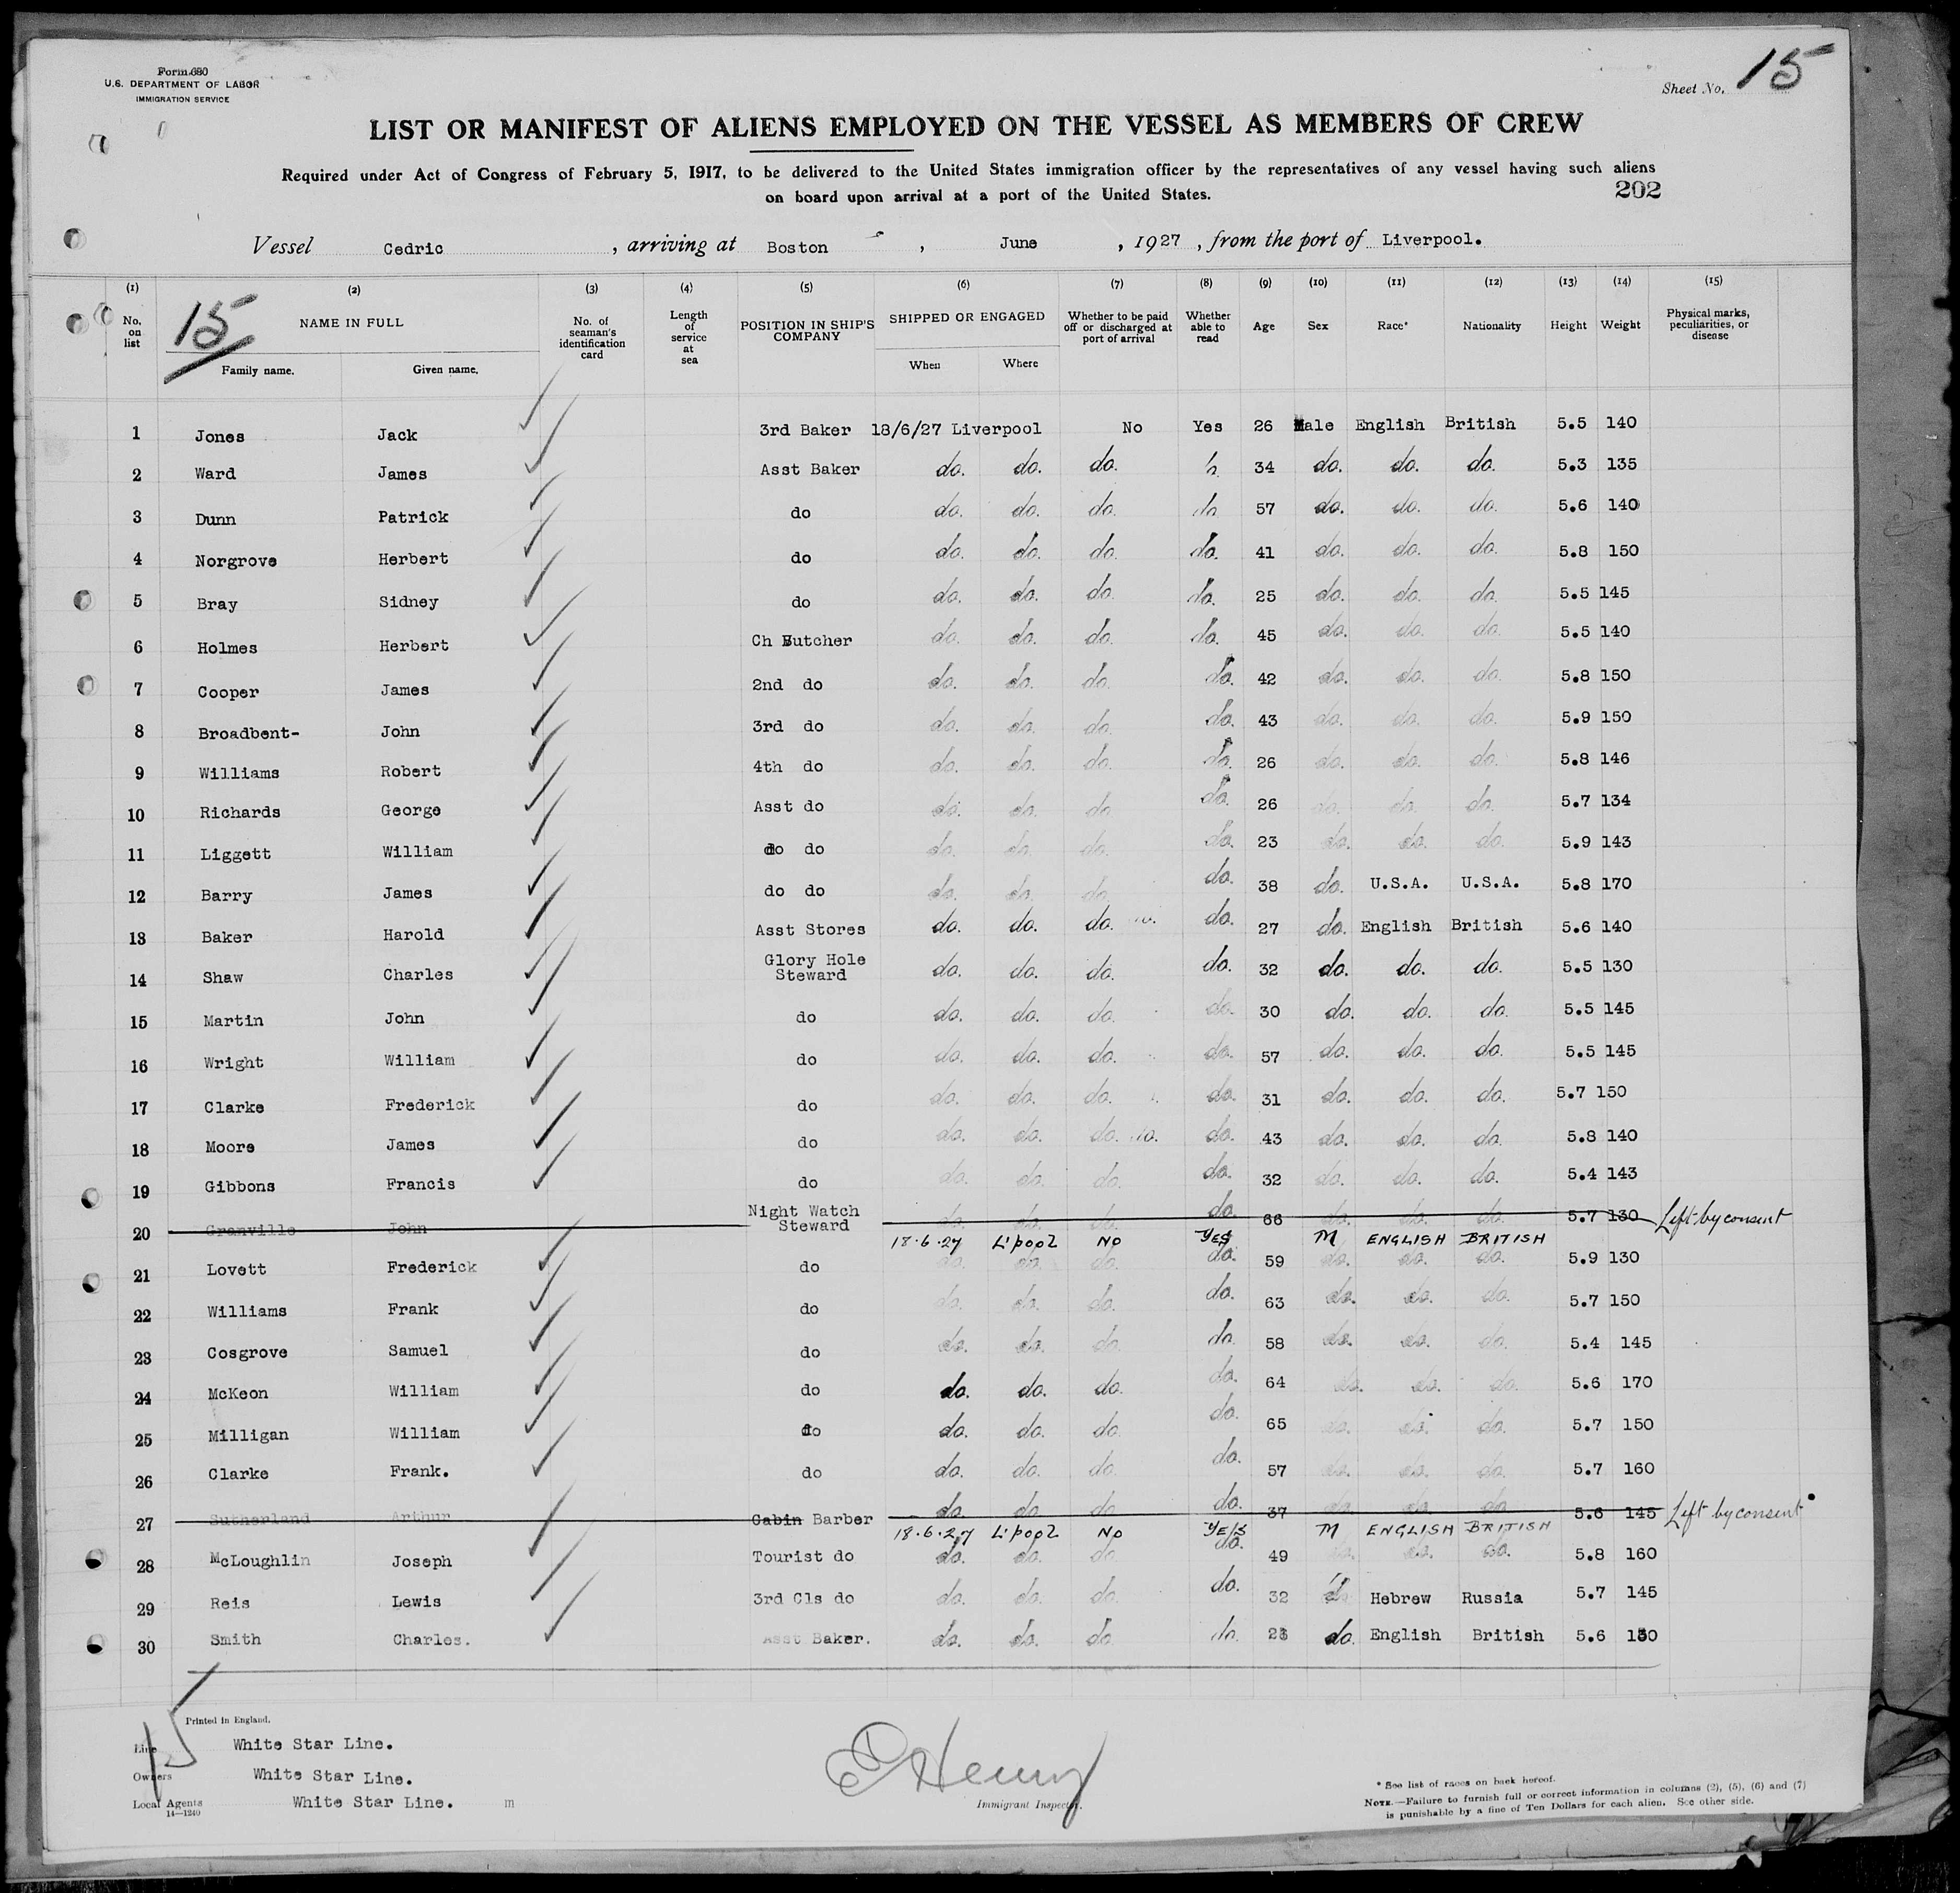 Form 680
U.S. DEPARTMENT OF LABOR
IMMIGRATION SERVICE
Sheet No. 15
LIST OR MANIFEST OF ALIENS EMPLOYED ON THE VESSEL AS MEMBERS OF CREW
Required under Act of Congress of February 5, 1917, to be delivered to the United States immigration officer by the representatives of any vessel having such aliens
on board upon arrival at a port of the United States.
202
Vessel Cedric, arriving at Boston, June, 1927, from the port of Liverpool.
(1) (2) (3) (4) (5) (6) (7) (8) (9) (10) (11) (12) (13) (14) (15)
No. on list 15 NAME IN FULL Family name. Given name. No. of seaman's identification card Length of service at sea POSITION IN SHIP'S COMPANY SHIPPED OR ENGAGED When Where Whether to be paid off or discharged at port of arrival Whether able to read Age Sex Race* Nationality Height Weight Physical marks, peculiarities, or disease
1 Jones Jack 3rd Baker 18/6/27 Liverpool No Yes 26 Male English British 5.5 140
2 Ward James Asst Baker do. do. do. do. 34 do. do. do. 5.3 135
3 Dunn Patrick do do. do. do. do. 57 do. do. do. 5.6 140
4 Norgrove Herbert do do. do. do. do. 41 do. do. do. 5.8 150
5 Bray Sidney do do. do. do. do. 25 do. do. do. 5.5 145
6 Holmes Herbert Ch Butcher do. do. do. do. 45 do. do. do. 5.5 140
7 Cooper James 2nd do do. do. do. do. 42 do. do. do. 5.8 150
8 Broadbent- John 3rd do do. do. do. do. 43 do. do. do. 5.9 150
9 Williams Robert 4th do do. do. do. do. 26 do. do. do. 5.8 146
10 Richards George Asst do do. do. do. do. 26 do. do. do. 5.7 134
11 Liggett William do do do. do. do. do. 23 do. do. do. 5.9 143
12 Barry James do do do. do. do. do. 38 do. U.S.A. U.S.A. 5.8 170
13 Baker Harold Asst Stores do. do. do. do. 27 do. English British 5.6 140
14 Shaw Charles Glory Hole Steward do. do. do. do. 32 do. do. do. 5.5 130
15 Martin John do do. do. do. do. 30 do. do. do. 5.5 145
16 Wright William do do. do. do. do. 57 do. do. do. 5.5 145
17 Clarke Frederick do do. do. do. do. 31 do. do. do. 5.7 150
18 Moore James do do. do. do. do. 43 do. do. do. 5.8 140
19 Gibbons Francis do do. do. do. do. 32 do. do. do. 5.4 143
20 Granville John Night Watch Steward do. do. do. do. 66 do. do. do. 5.7 130 Left by consent
18.6.27 L'pool NO YES M ENGLISH BRITISH
21 Lovett Frederick do do. do. do. do. 59 do. do. do. 5.9 130
22 Williams Frank do do. do. do. do. 63 do. do. do. 5.7 150
23 Cosgrove Samuel do do. do. do. do. 58 do. do. do. 5.4 145
24 McKeon William do do. do. do. do. 64 do. do. do. 5.6 170
25 Milligan William do do. do. do. do. 65 do. do. do. 5.7 150
26 Clarke Frank. do do. do. do. do. 57 do. do. do. 5.7 160
27 Sutherland Arthur Cabin Barber do. do. do. do. 37 do. do. do. 5.6 145 Left by consent
18.6.27 L'pool NO YES M ENGLISH BRITISH
28 McLoughlin Joseph Tourist do do. do. do. do. 49 do. do. do. 5.8 160
29 Reis Lewis 3rd Cls do do. do. do. do. 32 do. Hebrew Russia 5.7 145
30 Smith Charles. Asst Baker. do. do. do. do. do. English British 5.6
15
Printed in England.
Line White Star Line.
Owners White Star Line.
Local Agents White Star Line. m
14—1240
Henry
Immigrant Inspector.
* See list of races on back hereof.
NOTE.—Failure to furnish full or correct information in columns (2), (5), (6) and (7)
is punishable by a fine of Ten Dollars for each alien. See other side.